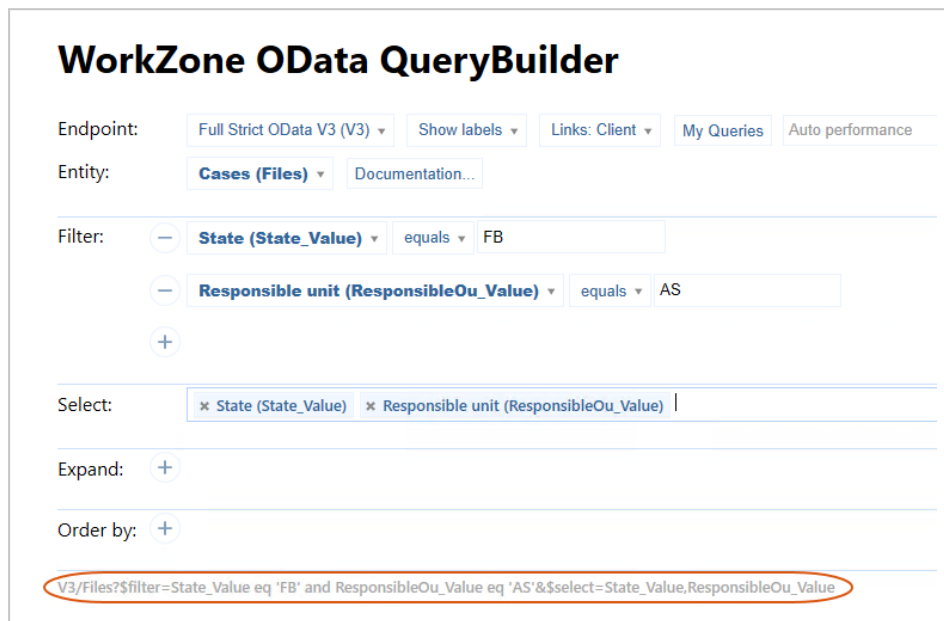 WorkZone OData QueryBuilder
Endpoint: Full Strict OData V3 (V3) Show labels Links: Client My Queries Auto performance
Entity: Cases (Files) Documentation...
Filter: State (State_Value) equals FB
Responsible unit (ResponsibleOu_Value) equals AS
Select: × State (State_Value) × Responsible unit (ResponsibleOu_Value)
Expand:
Order by:
V3/Files?$filter=State_Value eq 'FB' and ResponsibleOu_Value eq 'AS'&$select=State_Value,ResponsibleOu_Value